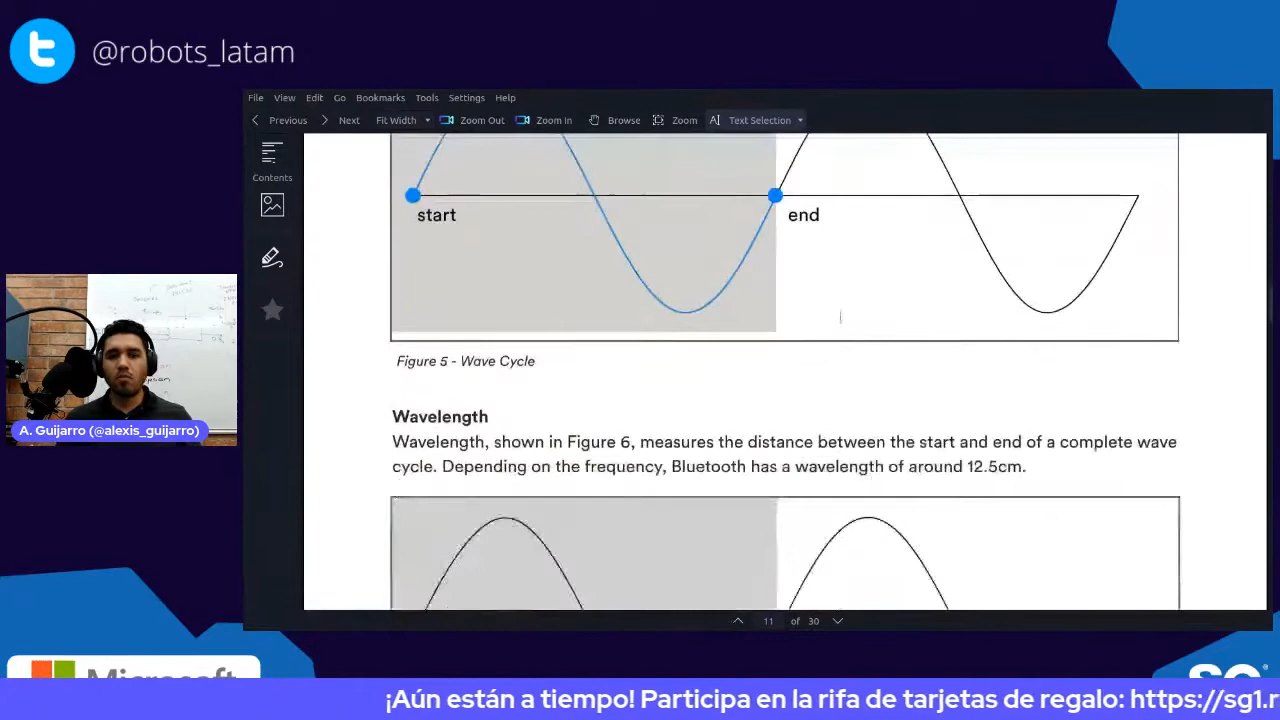 @robots_latam
File View Edit Go Bookmarks Tools Settings Help
Previous Next Fit Width Zoom Out Zoom In Browse Zoom Text Selection
Contents
start
end
Figure 5 - Wave Cycle
Wavelength
Wavelength, shown in Figure 6, measures the distance between the start and end of a complete wave
cycle. Depending on the frequency, Bluetooth has a wavelength of around 12.5cm.
A. Guijarro (@alexis_guijarro)
11 of 30
Microsoft
¡Aún están a tiempo! Participa en la rifa de tarjetas de regalo: https://sg1.r